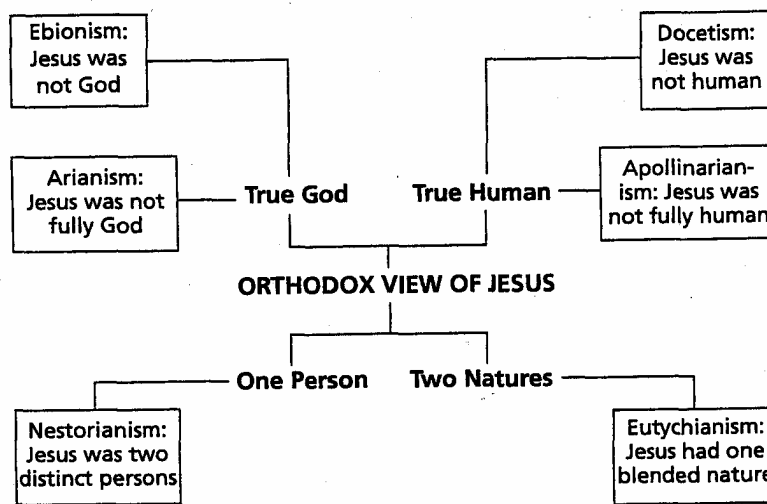 Ebionism:
Jesus was
not God
Docetism:
Jesus was
not human
Arianism:
Jesus was not
fully God
True God
True Human
Apollinarian-
ism: Jesus was
not fully human
ORTHODOX VIEW OF JESUS
One Person
Two Natures
Nestorianism:
Jesus was two
distinct persons
Eutychianism:
Jesus had one
blended nature